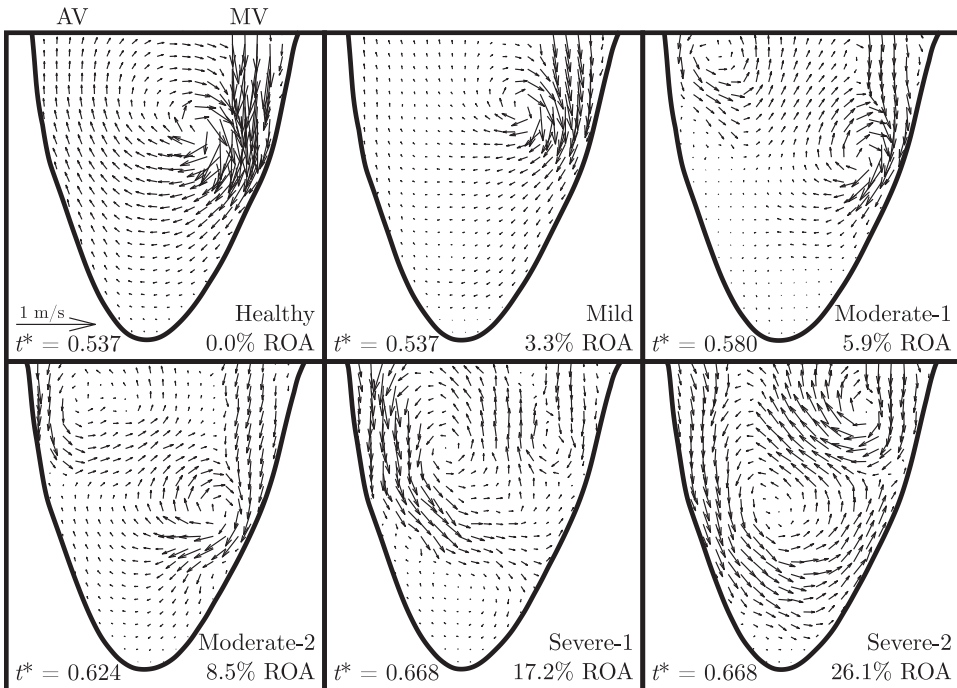 AV MV
1 m/s
Healthy
t* = 0.537 0.0% ROA
Mild
t* = 0.537 3.3% ROA
Moderate-1
t* = 0.580 5.9% ROA
Moderate-2
t* = 0.624 8.5% ROA
Severe-1
t* = 0.668 17.2% ROA
Severe-2
t* = 0.668 26.1% ROA